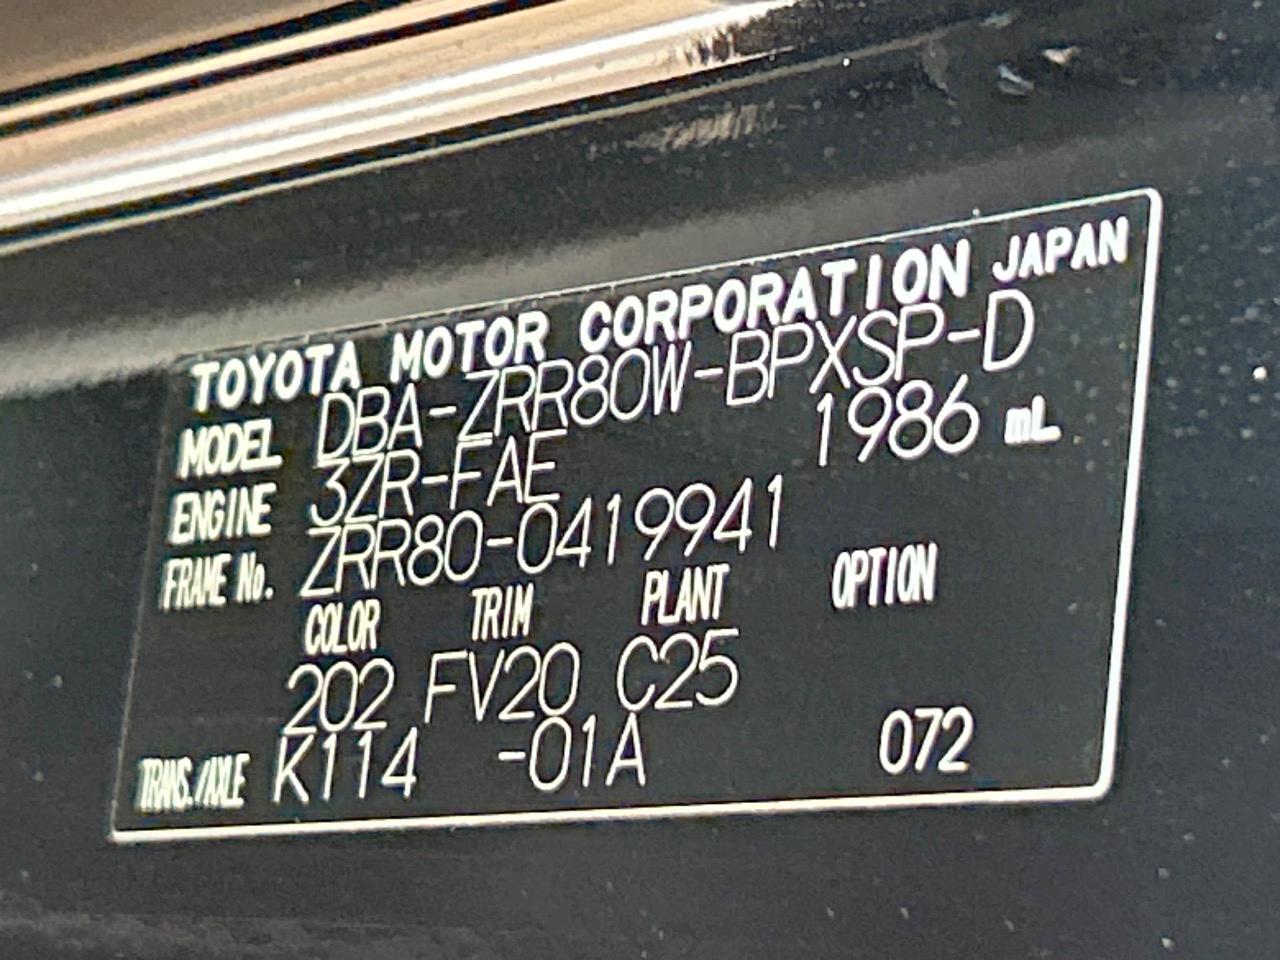 TOYOTA MOTOR CORPORATION JAPAN
MODEL DBA-ZRR80W-BPXSP-D
ENGINE 3ZR-FAE 1986 mL
FRAME No. ZRR80-0419941
COLOR TRIM PLANT OPTION
202 FV20 C25
TRANS./AXLE K114 -01A 072